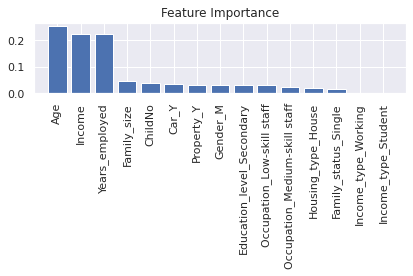 Feature Importance
0.2
0.1
0.0
Age
Income
Years_employed
Family_size
ChildNo
Car_Y
Property_Y
Gender_M
Education_level_Secondary
Occupation_Low-skill staff
Occupation_Medium-skill staff
Housing_type_House
Family_status_Single
Income_type_Working
Income_type_Student